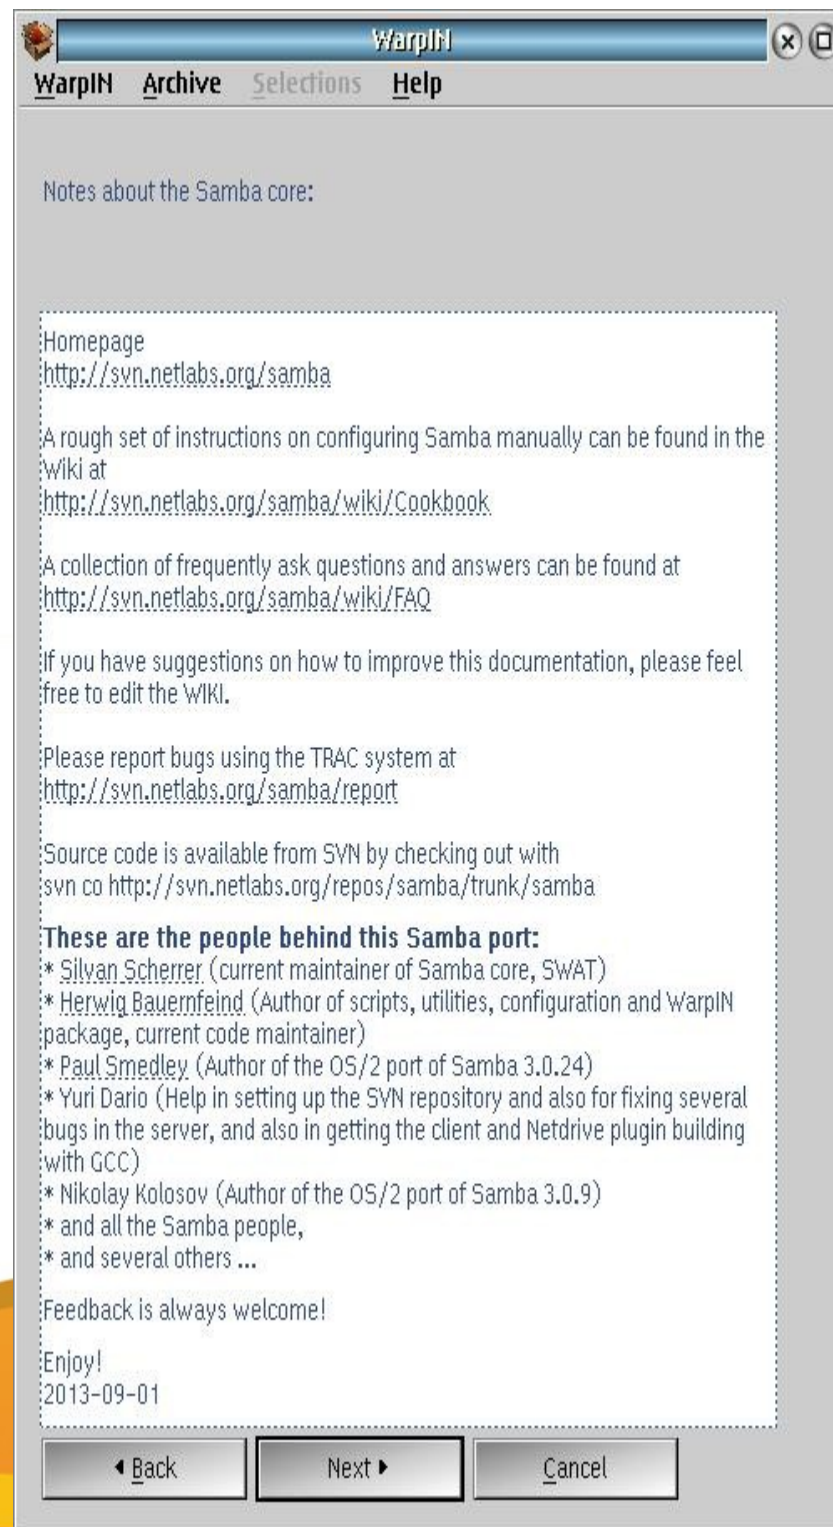 WarpIN
WarpIN Archive Selections Help
Notes about the Samba core:
Homepage
http://svn.netlabs.org/samba
A rough set of instructions on configuring Samba manually can be found in the
Wiki at
http://svn.netlabs.org/samba/wiki/Cookbook
A collection of frequently ask questions and answers can be found at
http://svn.netlabs.org/samba/wiki/FAQ
If you have suggestions on how to improve this documentation, please feel
free to edit the WIKI.
Please report bugs using the TRAC system at
http://svn.netlabs.org/samba/report
Source code is available from SVN by checking out with
svn co http://svn.netlabs.org/repos/samba/trunk/samba
These are the people behind this Samba port:
* Silvan Scherrer (current maintainer of Samba core, SWAT)
* Herwig Bauernfeind (Author of scripts, utilities, configuration and WarpIN
package, current code maintainer)
* Paul Smedley (Author of the OS/2 port of Samba 3.0.24)
* Yuri Dario (Help in setting up the SVN repository and also for fixing several
bugs in the server, and also in getting the client and Netdrive plugin building
with GCC)
* Nikolay Kolosov (Author of the OS/2 port of Samba 3.0.9)
* and all the Samba people,
* and several others ...
Feedback is always welcome!
Enjoy!
2013-09-01
Back Next Cancel